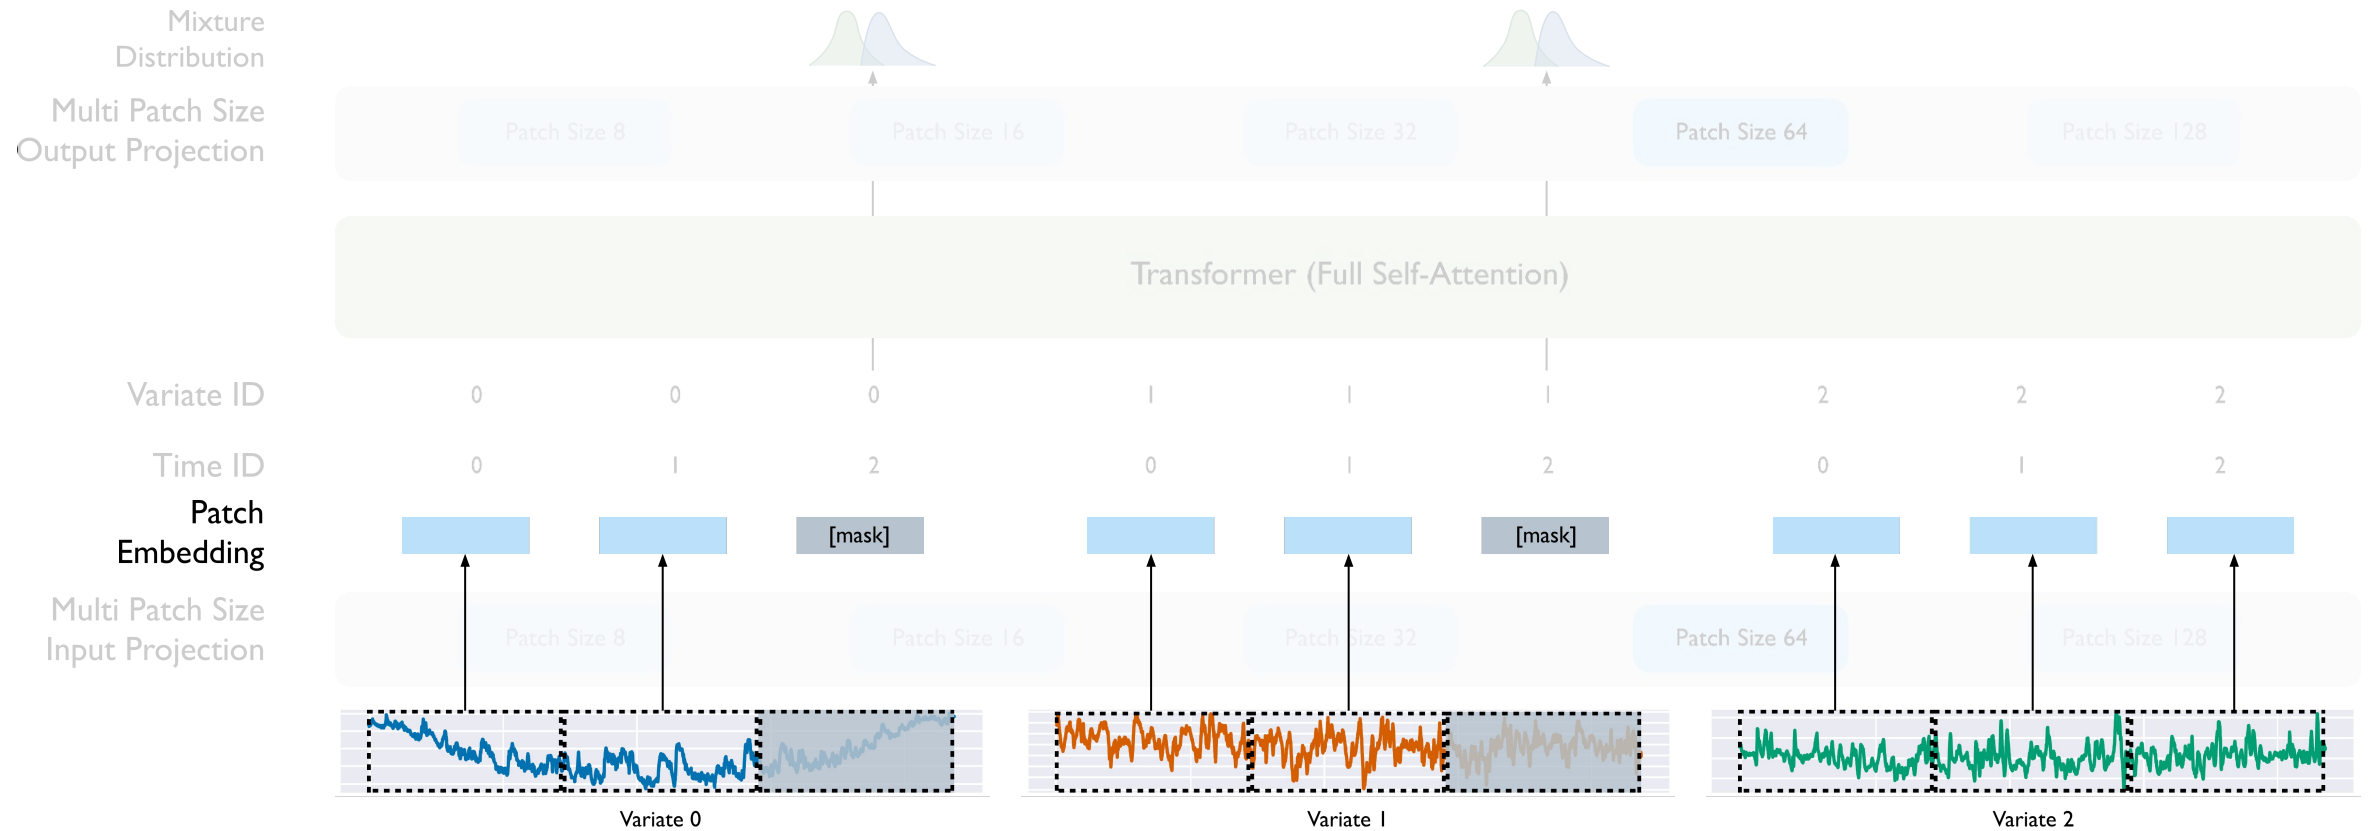 Mixture
Distribution
Multi Patch Size
Output Projection
Patch Size 8
Patch Size 16
Patch Size 32
Patch Size 64
Patch Size 128
Transformer (Full Self-Attention)
Variate ID
0 0 0 1 1 1 2 2 2
Time ID
0 1 2 0 1 2 0 1 2
Patch
Embedding
[mask]
[mask]
Multi Patch Size
Input Projection
Patch Size 8
Patch Size 16
Patch Size 32
Patch Size 64
Patch Size 128
Variate 0
Variate 1
Variate 2